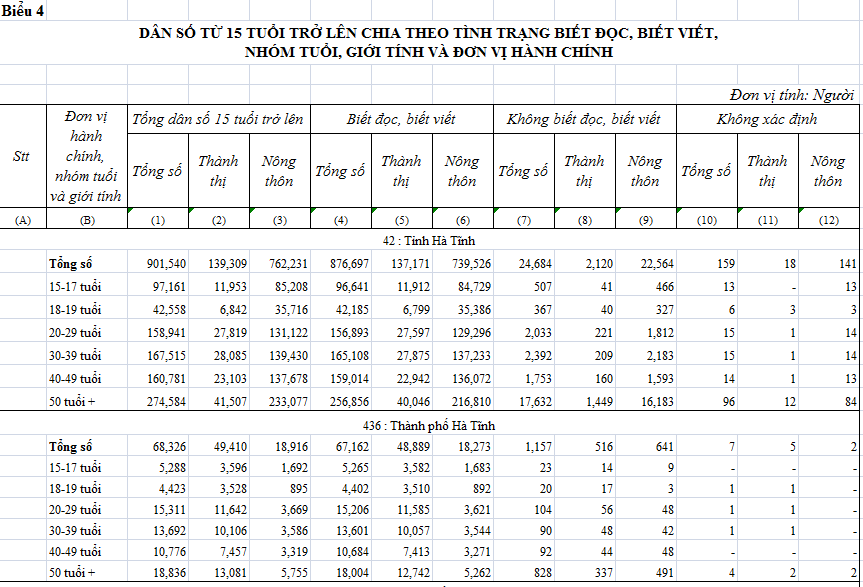 Biểu 4
DÂN SỐ TỪ 15 TUỔI TRỞ LÊN CHIA THEO TÌNH TRẠNG BIẾT ĐỌC, BIẾT VIẾT,
NHÓM TUỔI, GIỚI TÍNH VÀ ĐƠN VỊ HÀNH CHÍNH
Đơn vị tính: Người
Stt Đơn vị hành chính, nhóm tuổi và giới tính Tổng dân số 15 tuổi trở lên Biết đọc, biết viết Không biết đọc, biết viết Không xác định
Tổng số Thành thị Nông thôn Tổng số Thành thị Nông thôn Tổng số Thành thị Nông thôn Tổng số Thành thị Nông thôn
(A) (B) (1) (2) (3) (4) (5) (6) (7) (8) (9) (10) (11) (12)
42 : Tỉnh Hà Tĩnh
Tổng số 901,540 139,309 762,231 876,697 137,171 739,526 24,684 2,120 22,564 159 18 141
15-17 tuổi 97,161 11,953 85,208 96,641 11,912 84,729 507 41 466 13 - 13
18-19 tuổi 42,558 6,842 35,716 42,185 6,799 35,386 367 40 327 6 3 3
20-29 tuổi 158,941 27,819 131,122 156,893 27,597 129,296 2,033 221 1,812 15 1 14
30-39 tuổi 167,515 28,085 139,430 165,108 27,875 137,233 2,392 209 2,183 15 1 14
40-49 tuổi 160,781 23,103 137,678 159,014 22,942 136,072 1,753 160 1,593 14 1 13
50 tuổi + 274,584 41,507 233,077 256,856 40,046 216,810 17,632 1,449 16,183 96 12 84
436 : Thành phố Hà Tĩnh
Tổng số 68,326 49,410 18,916 67,162 48,889 18,273 1,157 516 641 7 5 2
15-17 tuổi 5,288 3,596 1,692 5,265 3,582 1,683 23 14 9 - - -
18-19 tuổi 4,423 3,528 895 4,402 3,510 892 20 17 3 1 1 -
20-29 tuổi 15,311 11,642 3,669 15,206 11,585 3,621 104 56 48 1 1 -
30-39 tuổi 13,692 10,106 3,586 13,601 10,057 3,544 90 48 42 1 1 -
40-49 tuổi 10,776 7,457 3,319 10,684 7,413 3,271 92 44 48 - - -
50 tuổi + 18,836 13,081 5,755 18,004 12,742 5,262 828 337 491 4 2 2